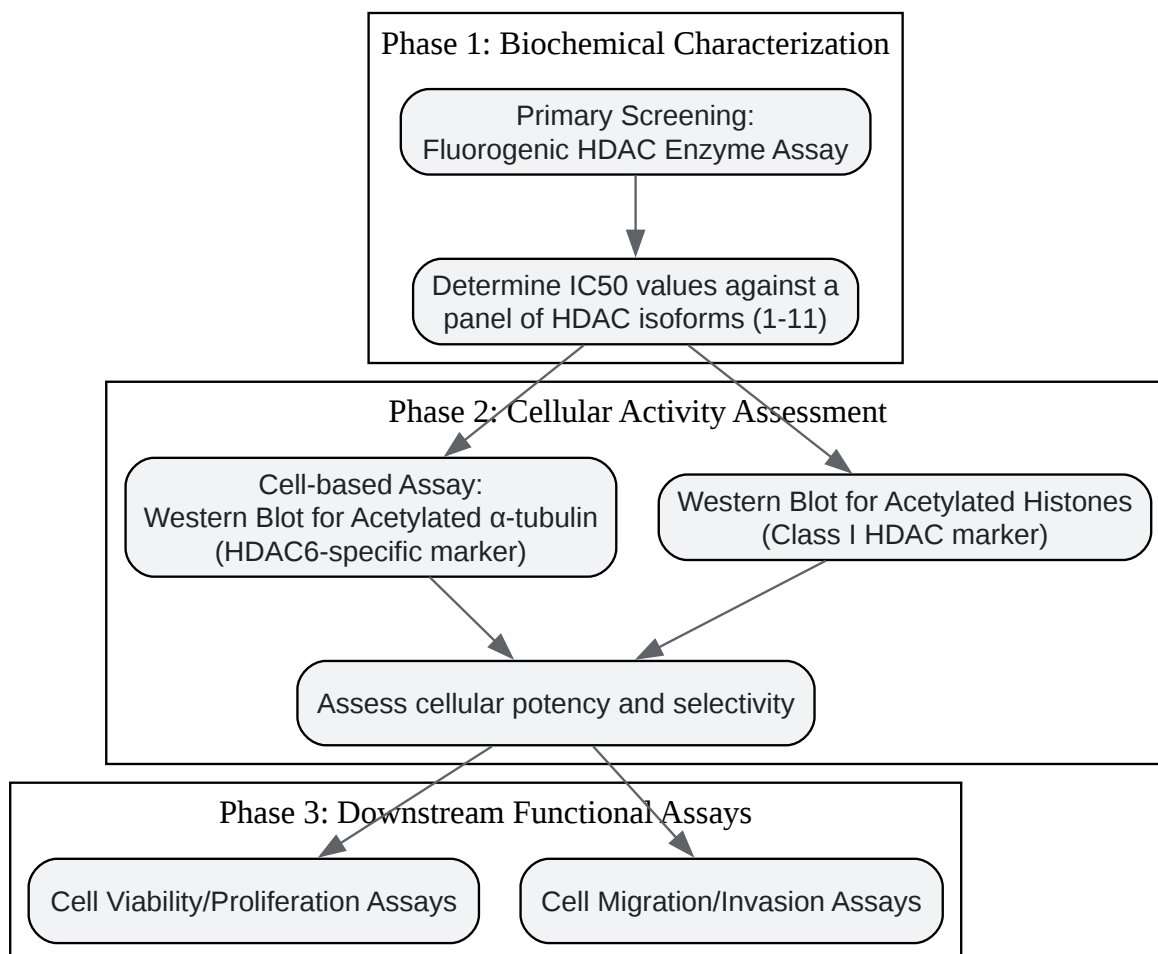 Phase 1: Biochemical Characterization
Primary Screening:
Fluorogenic HDAC Enzyme Assay
Determine IC50 values against a
panel of HDAC isoforms (1-11)
Phase 2: Cellular Activity Assessment
Cell-based Assay:
Western Blot for Acetylated α-tubulin
(HDAC6-specific marker)
Western Blot for Acetylated Histones
(Class I HDAC marker)
Assess cellular potency and selectivity
Phase 3: Downstream Functional Assays
Cell Viability/Proliferation Assays
Cell Migration/Invasion Assays